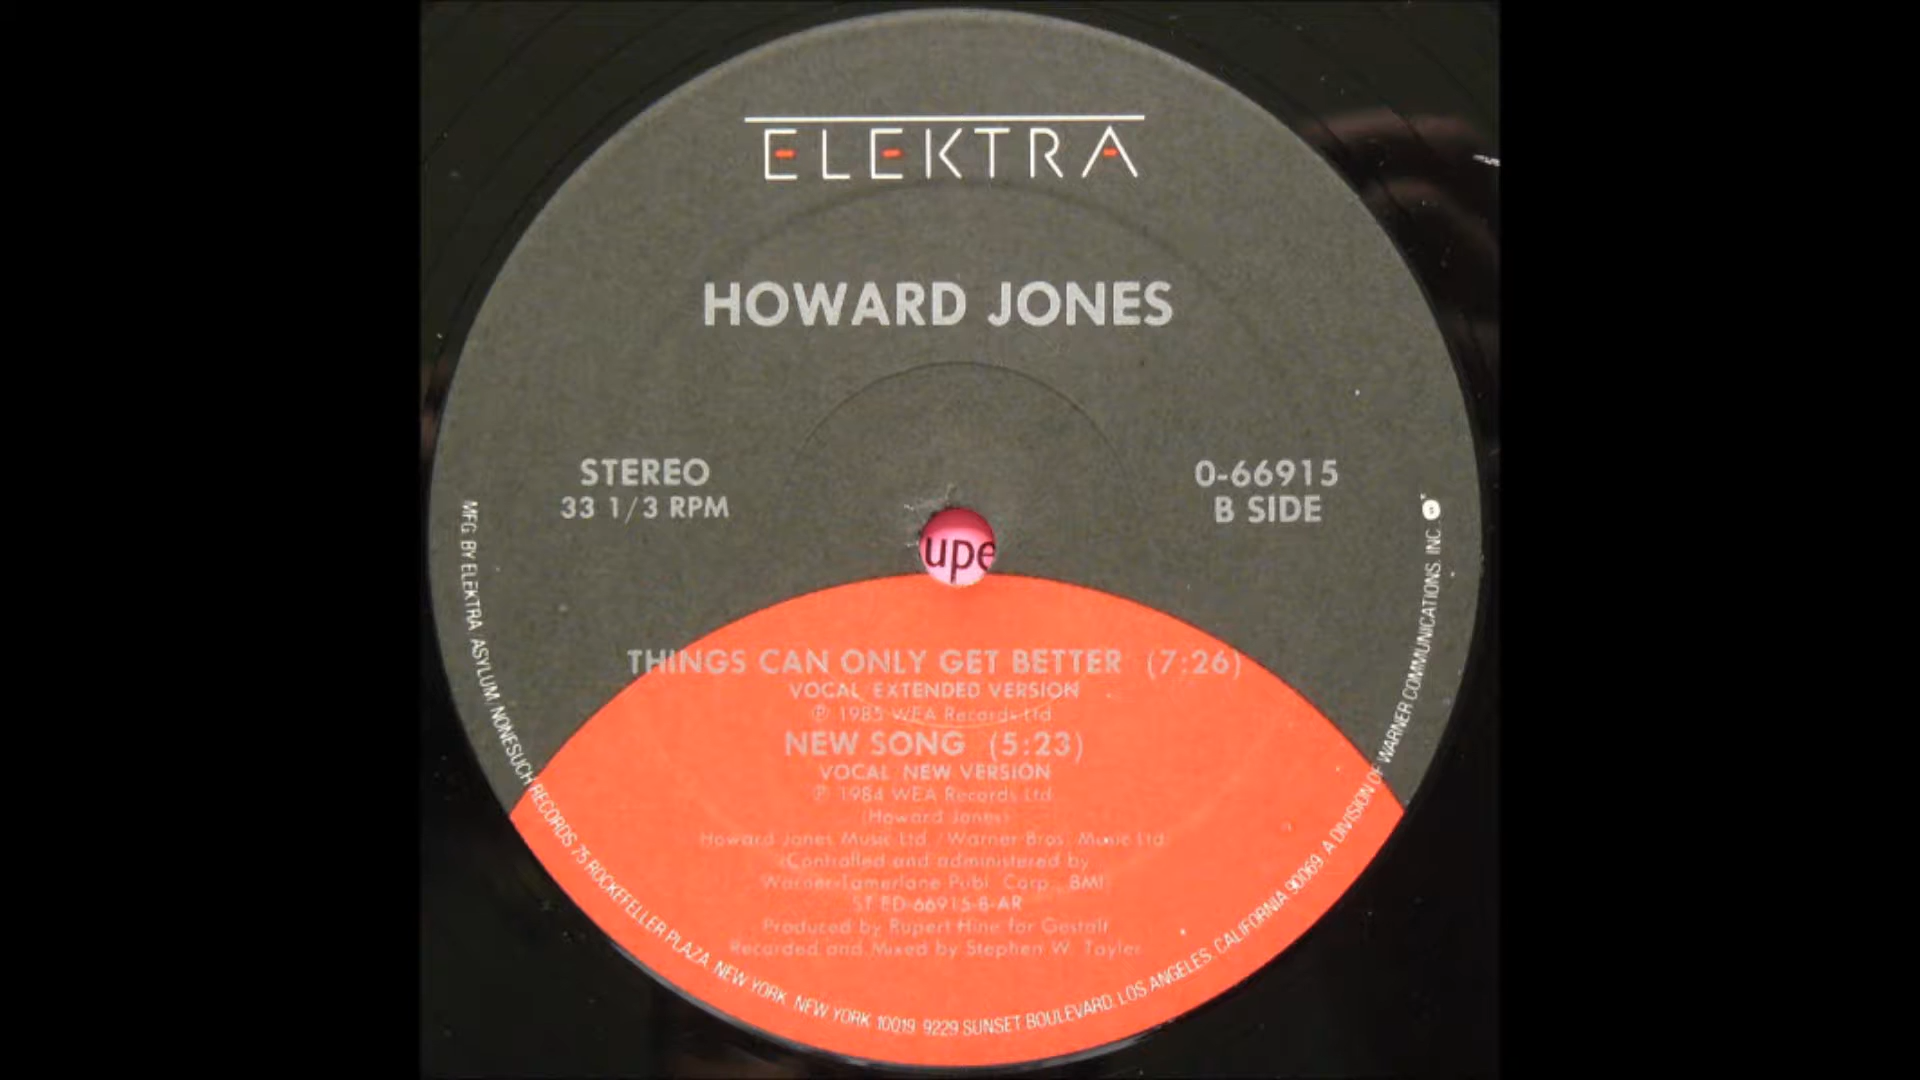 ELEKTRA
HOWARD JONES
STEREO
33 1/3 RPM
0-66915
B SIDE
upe
THINGS CAN ONLY GET BETTER (7:26)
VOCAL EXTENDED VERSION
℗ 1985 WEA Records Ltd.
NEW SONG (5:23)
VOCAL NEW VERSION
℗ 1984 WEA Records Ltd.
(Howard Jones)
Howard Jones Music Ltd./Warner Bros. Music Ltd.
(Controlled and administered by
Warner-Tamerlane Publ. Corp., BMI
ST ED-66915-B-AR
Produced by Rupert Hine for Gestalt
Recorded and Mixed by Stephen W. Tayler
MFG. BY ELEKTRA/ASYLUM/NONESUCH RECORDS, 75 ROCKEFELLER PLAZA, NEW YORK, NEW YORK 10019. 9229 SUNSET BOULEVARD, LOS ANGELES, CALIFORNIA 90069. A DIVISION OF WARNER COMMUNICATIONS, INC.